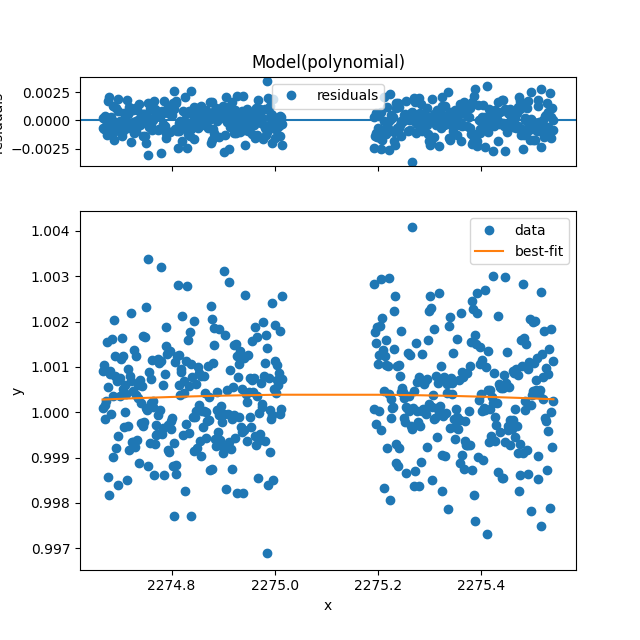 Model(polynomial)
0.0025
0.0000
−0.0025
residuals
residuals
1.004
1.003
1.002
1.001
1.000
0.999
0.998
0.997
y
data
best-fit
2274.8
2275.0
2275.2
2275.4
x